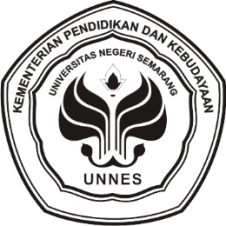 KEMENTERIAN PENDIDIKAN DAN KEBUDAYAAN
UNIVERSITAS NEGERI SEMARANG
UNNES